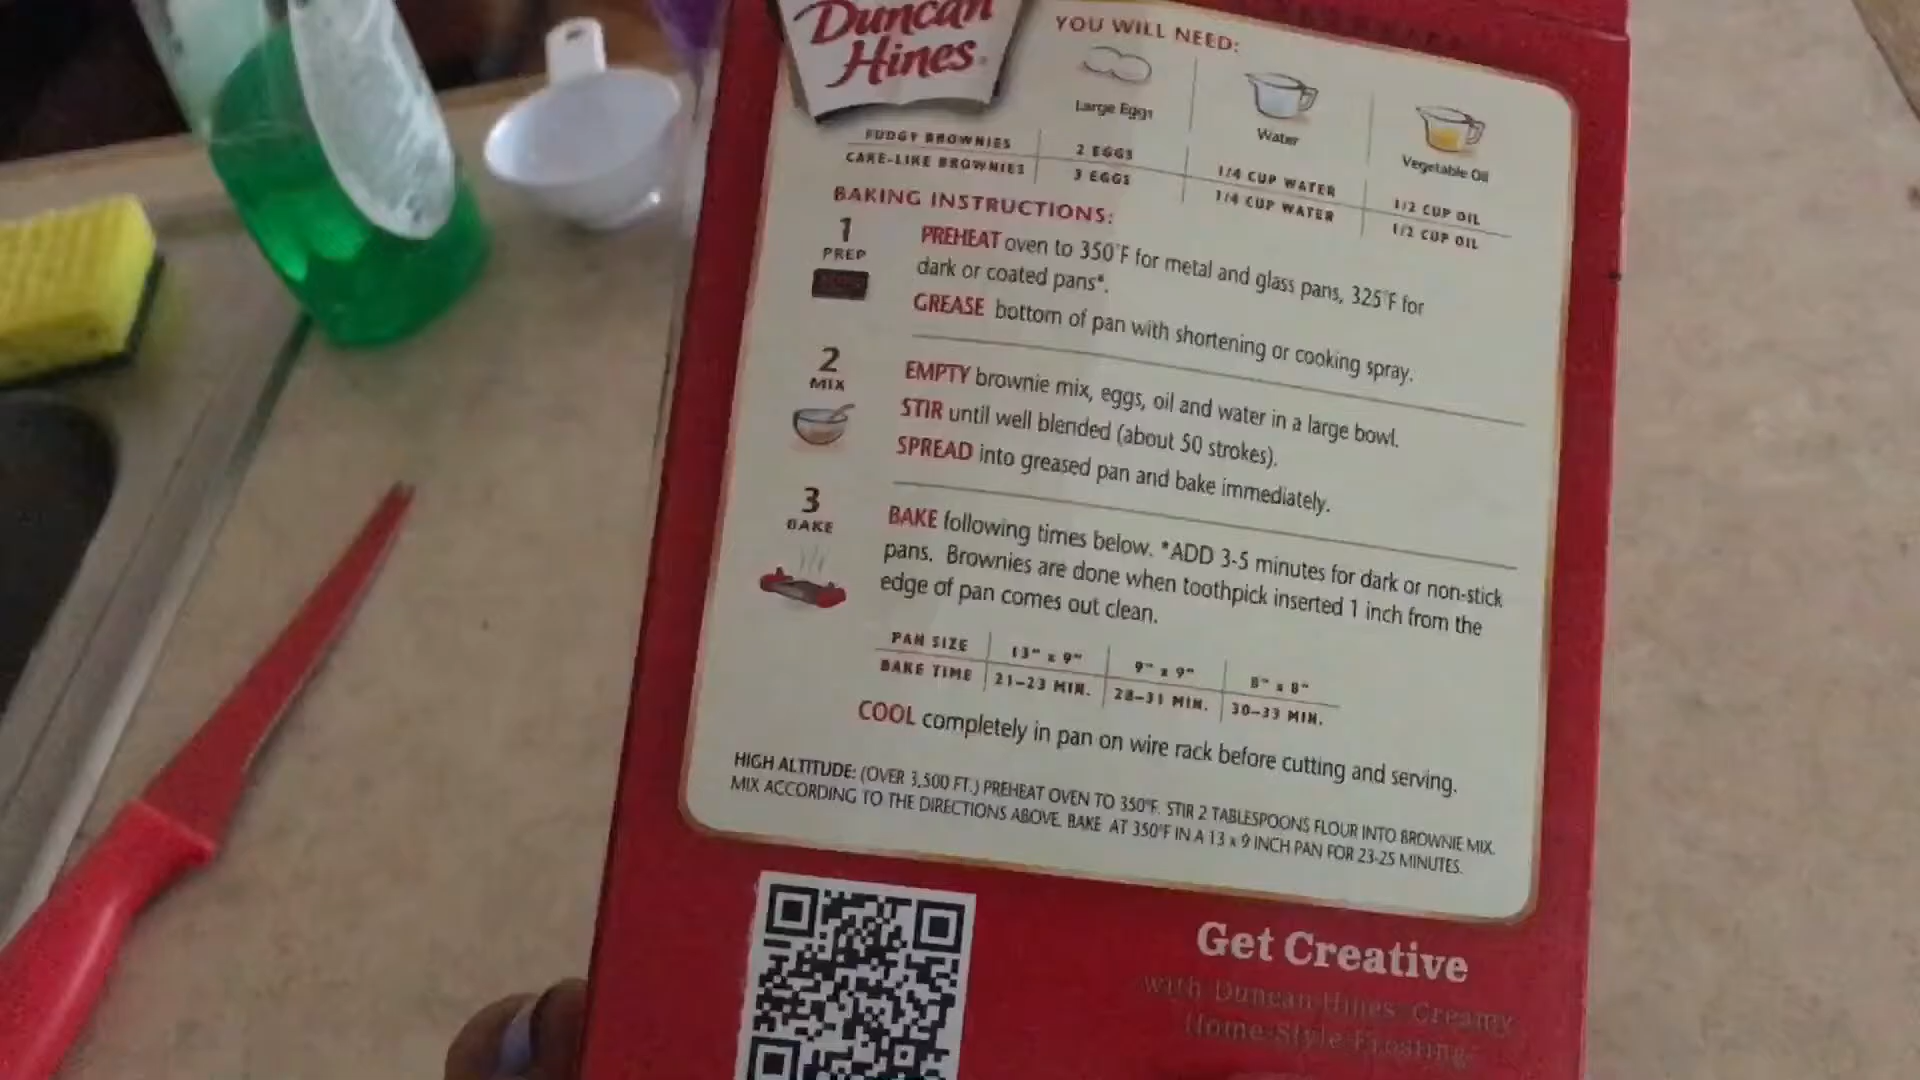 Duncan
Hines®
YOU WILL NEED:
Large Eggs
Water
Vegetable Oil
FUDGY BROWNIES 2 EGGS 1/4 CUP WATER 1/2 CUP OIL
CAKE-LIKE BROWNIES 3 EGGS 1/4 CUP WATER 1/2 CUP OIL
BAKING INSTRUCTIONS:
1
PREP
PREHEAT oven to 350°F for metal and glass pans, 325°F for
dark or coated pans*.
GREASE bottom of pan with shortening or cooking spray.
2
MIX
EMPTY brownie mix, eggs, oil and water in a large bowl.
STIR until well blended (about 50 strokes).
SPREAD into greased pan and bake immediately.
3
BAKE
BAKE following times below. *ADD 3-5 minutes for dark or non-stick
pans. Brownies are done when toothpick inserted 1 inch from the
edge of pan comes out clean.
PAN SIZE 13" x 9" 9" x 9" 8" x 8"
BAKE TIME 21-23 MIN. 28-31 MIN. 30-33 MIN.
COOL completely in pan on wire rack before cutting and serving.
HIGH ALTITUDE: (OVER 3,500 FT.) PREHEAT OVEN TO 350°F. STIR 2 TABLESPOONS FLOUR INTO BROWNIE MIX.
MIX ACCORDING TO THE DIRECTIONS ABOVE. BAKE AT 350°F IN A 13 x 9 INCH PAN FOR 23-25 MINUTES.
Get Creative
with Duncan Hines® Creamy
Home-Style Frosting